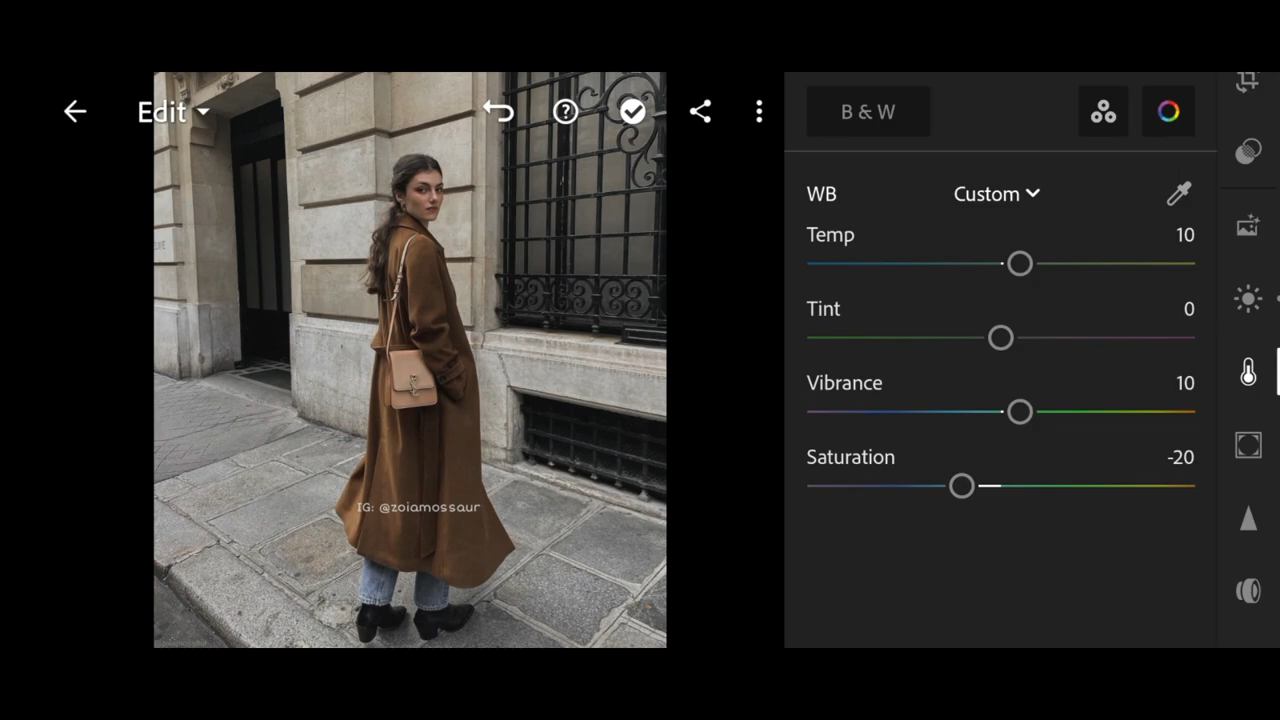 Edit
B & W
WB
Custom
Temp
10
Tint
0
Vibrance
10
Saturation
-20
IG: @zoiamossaur